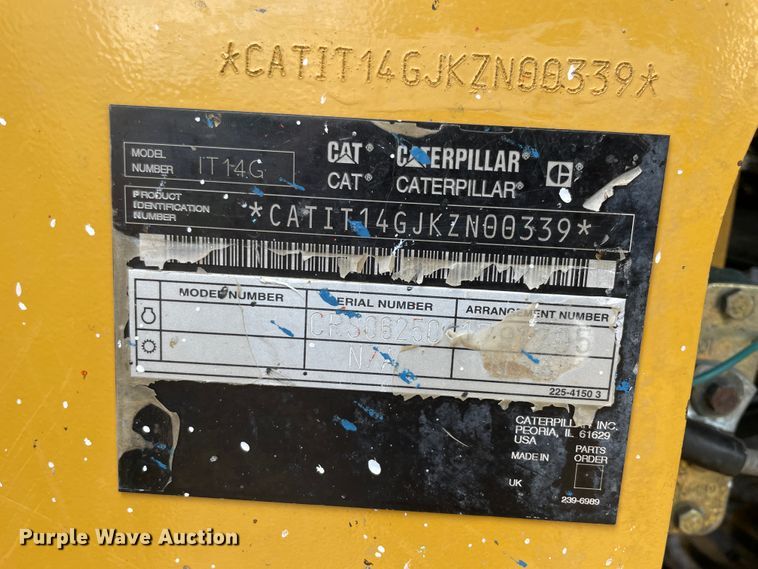 *CATIT14GJKZN00339*
MODEL NUMBER IT14G
CAT® CATERPILLAR®
CAT® CATERPILLAR®
PRODUCT IDENTIFICATION NUMBER *CATIT14GJKZN00339*
MODEL NUMBER SERIAL NUMBER ARRANGEMENT NUMBER
N/A
225-4150 3
CATERPILLAR INC.
PEORIA, IL 61629
USA
MADE IN
PARTS ORDER
UK
239-6989
Purple Wave Auction